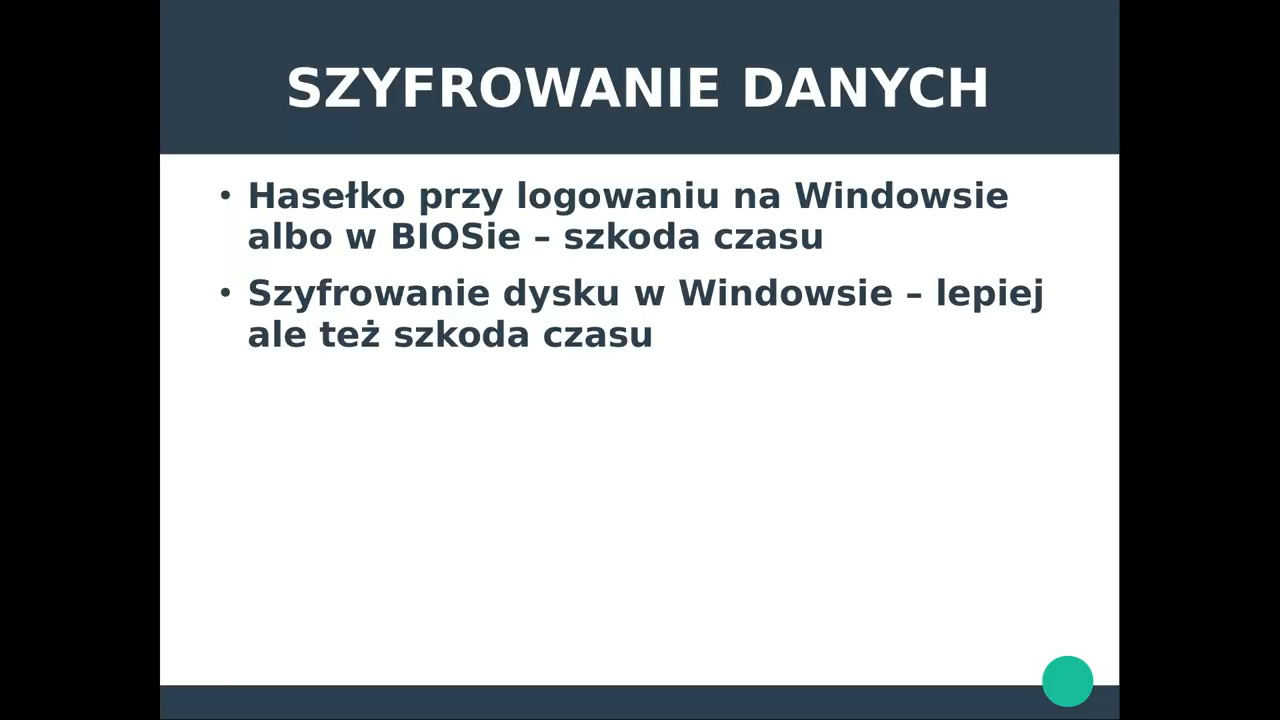 SZYFROWANIE DANYCH
• Hasełko przy logowaniu na Windowsie
albo w BIOSie – szkoda czasu
• Szyfrowanie dysku w Windowsie – lepiej
ale też szkoda czasu